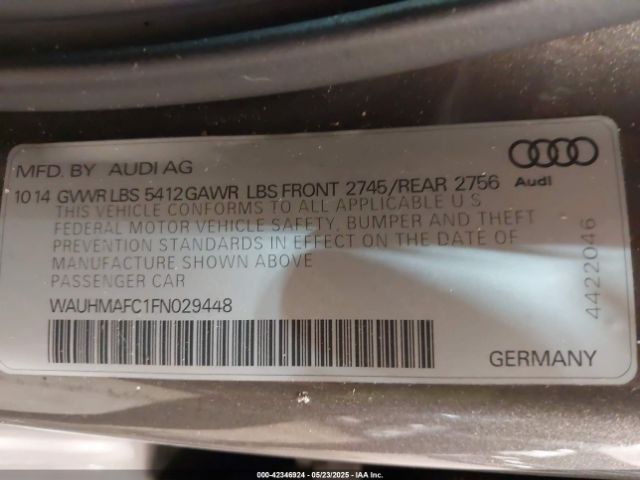 MFD. BY AUDI AG
Audi
10 14 GVWR LBS 5412 GAWR LBS FRONT 2745/REAR 2756
THIS VEHICLE CONFORMS TO ALL APPLICABLE U S
FEDERAL MOTOR VEHICLE SAFETY, BUMPER AND THEFT
PREVENTION STANDARDS IN EFFECT ON THE DATE OF
MANUFACTURE SHOWN ABOVE
PASSENGER CAR
WAUHMAFC1FN029448
4422046
GERMANY
000-42346924 - 05/23/2025 - IAA Inc.